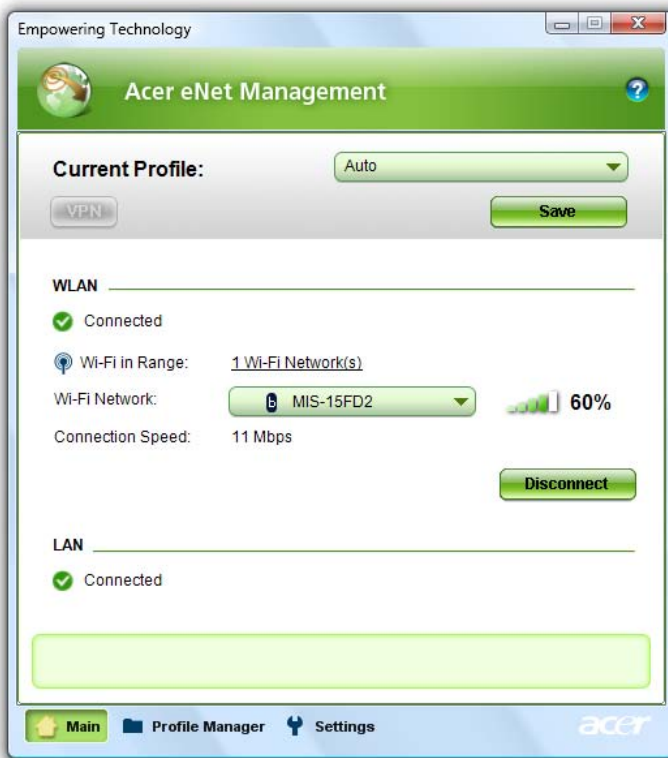 Empowering Technology
Acer eNet Management
Current Profile: Auto
VPN Save
WLAN
Connected
Wi-Fi in Range: 1 Wi-Fi Network(s)
Wi-Fi Network: b MIS-15FD2 60%
Connection Speed: 11 Mbps
Disconnect
LAN
Connected
Main Profile Manager Settings acer